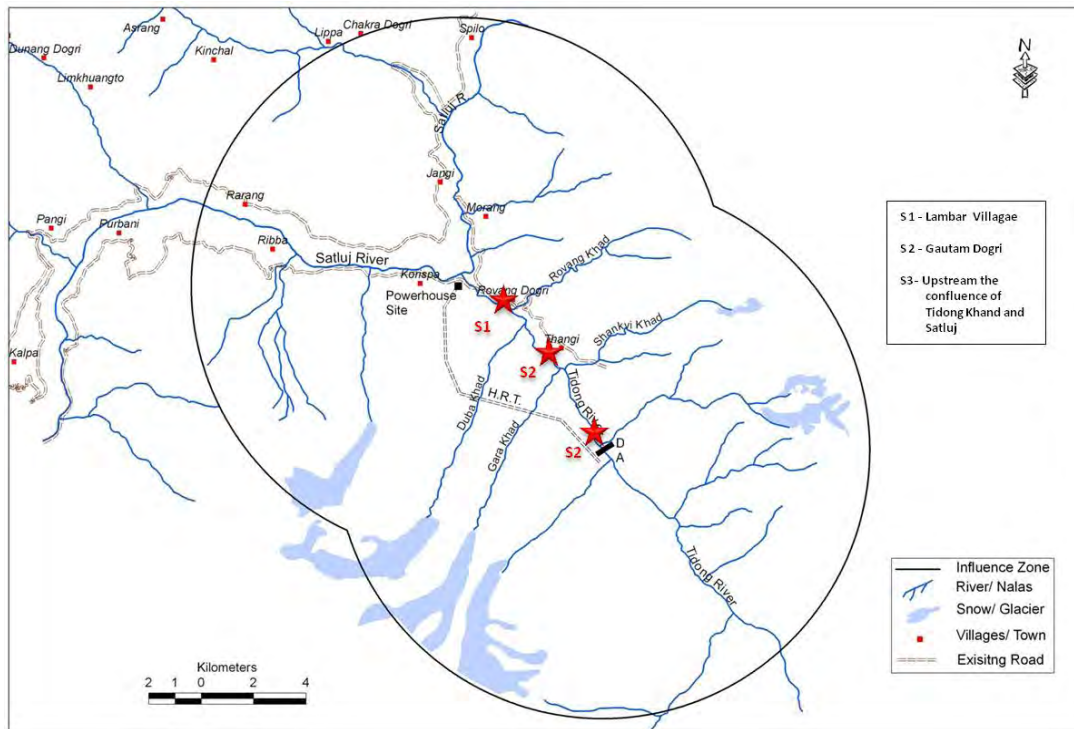 Asrang
Lippa
Chakra Dogri
Spilo
N
Dunang Dogri
Kinchal
Limkhuangto
Satluj R
Jangi
Rarang
Morang
Pangi
Purbani
Ribba
Satluj River
Rovang Khad
Konspa
Rovang Dogri
Powerhouse
Site
S1
Shankvi Khad
Thangi
S2
Kalpa
Duba Khad
H.R.T.
Gara Khad
Tidong River
S2
D
A
Tidong River
S1 - Lambar Villagae
S2 - Gautam Dogri
S3- Upstream the
confluence of
Tidong Khand and
Satluj
Influence Zone
River/ Nalas
Snow/ Glacier
Villages/ Town
Exisitng Road
Kilometers
2 1 0 2 4